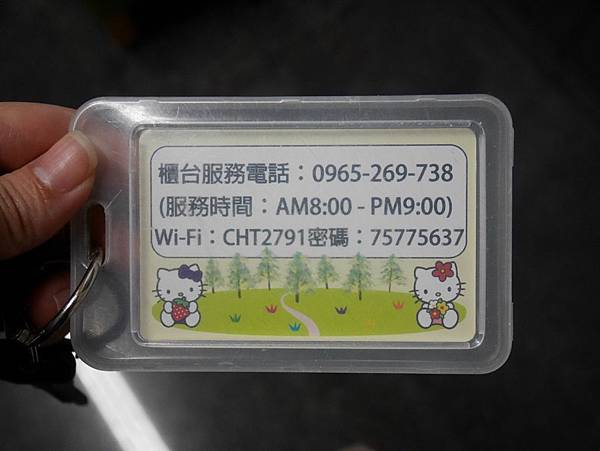 櫃台服務電話：0965-269-738
(服務時間：AM8:00 - PM9:00)
Wi-Fi：CHT2791密碼：75775637